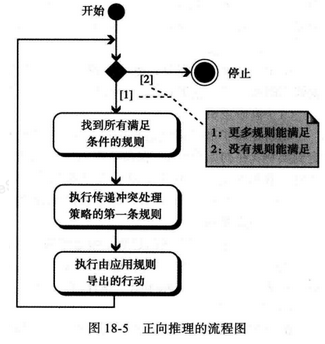 开始
[2]
停止
[1]
找到所有满足
条件的规则
1：更多规则能满足
2：没有规则能满足
执行传递冲突处理
策略的第一条规则
执行由应用规则
导出的行动
图 18-5 正向推理的流程图